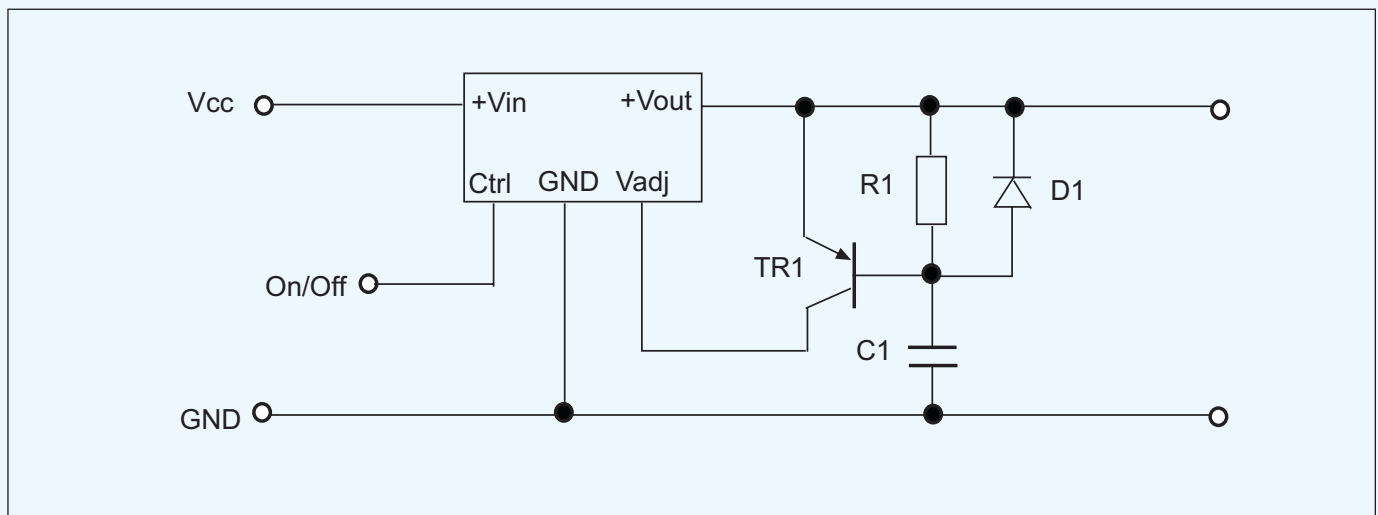 Vcc
+Vin
+Vout
Ctrl
GND
Vadj
R1
D1
TR1
On/Off
C1
GND